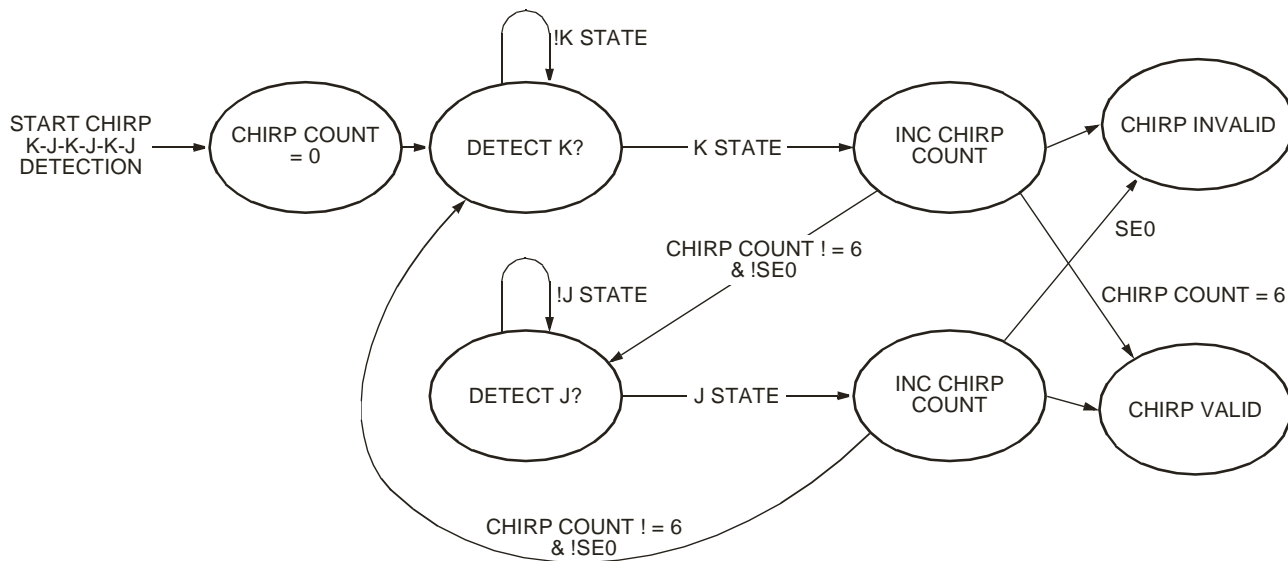 !K STATE
START CHIRP
K-J-K-J-K-J
DETECTION
CHIRP COUNT
= 0
DETECT K?
K STATE
INC CHIRP
COUNT
CHIRP INVALID
CHIRP COUNT ! = 6
& !SE0
SE0
!J STATE
CHIRP COUNT = 6
DETECT J?
J STATE
INC CHIRP
COUNT
CHIRP VALID
CHIRP COUNT ! = 6
& !SE0